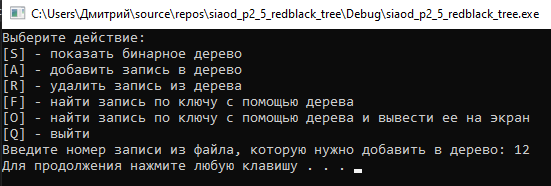 C:\Users\Дмитрий\source\repos\siaod_p2_5_redblack_tree\Debug\siaod_p2_5_redblack_tree.exe
Выберите действие:
[S] - показать бинарное дерево
[A] - добавить запись в дерево
[R] - удалить запись из дерева
[F] - найти запись по ключу с помощью дерева
[O] - найти запись по ключу с помощью дерева и вывести ее на экран
[Q] - выйти
Введите номер записи из файла, которую нужно добавить в дерево: 12
Для продолжения нажмите любую клавишу . . .